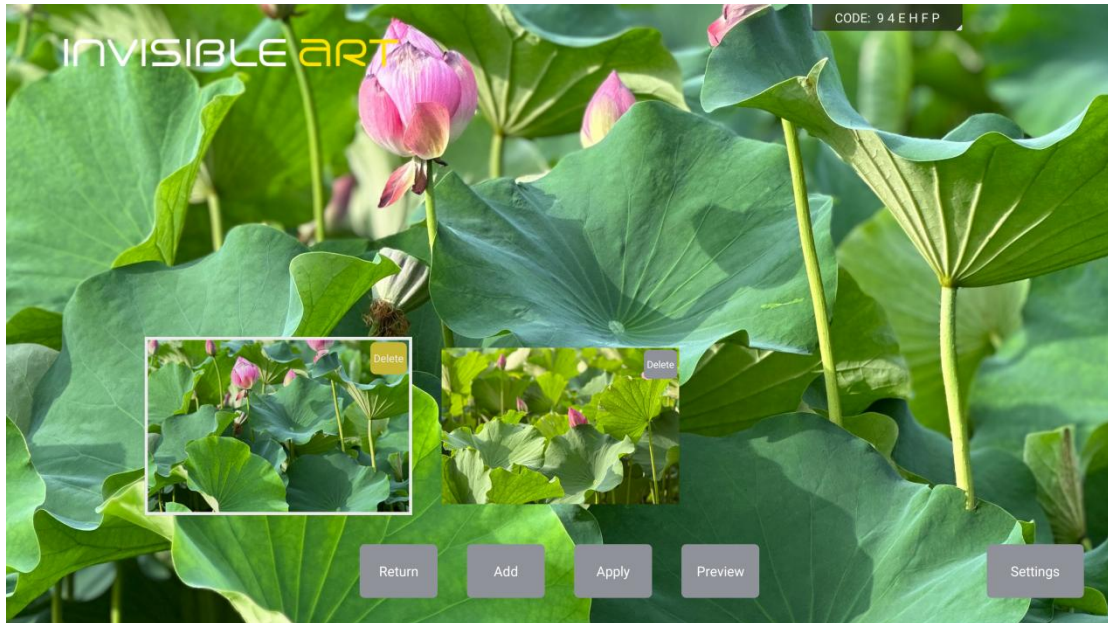 INVISIBLE ART
CODE: 94EHFP
Delete
Delete
Return
Add
Apply
Preview
Settings